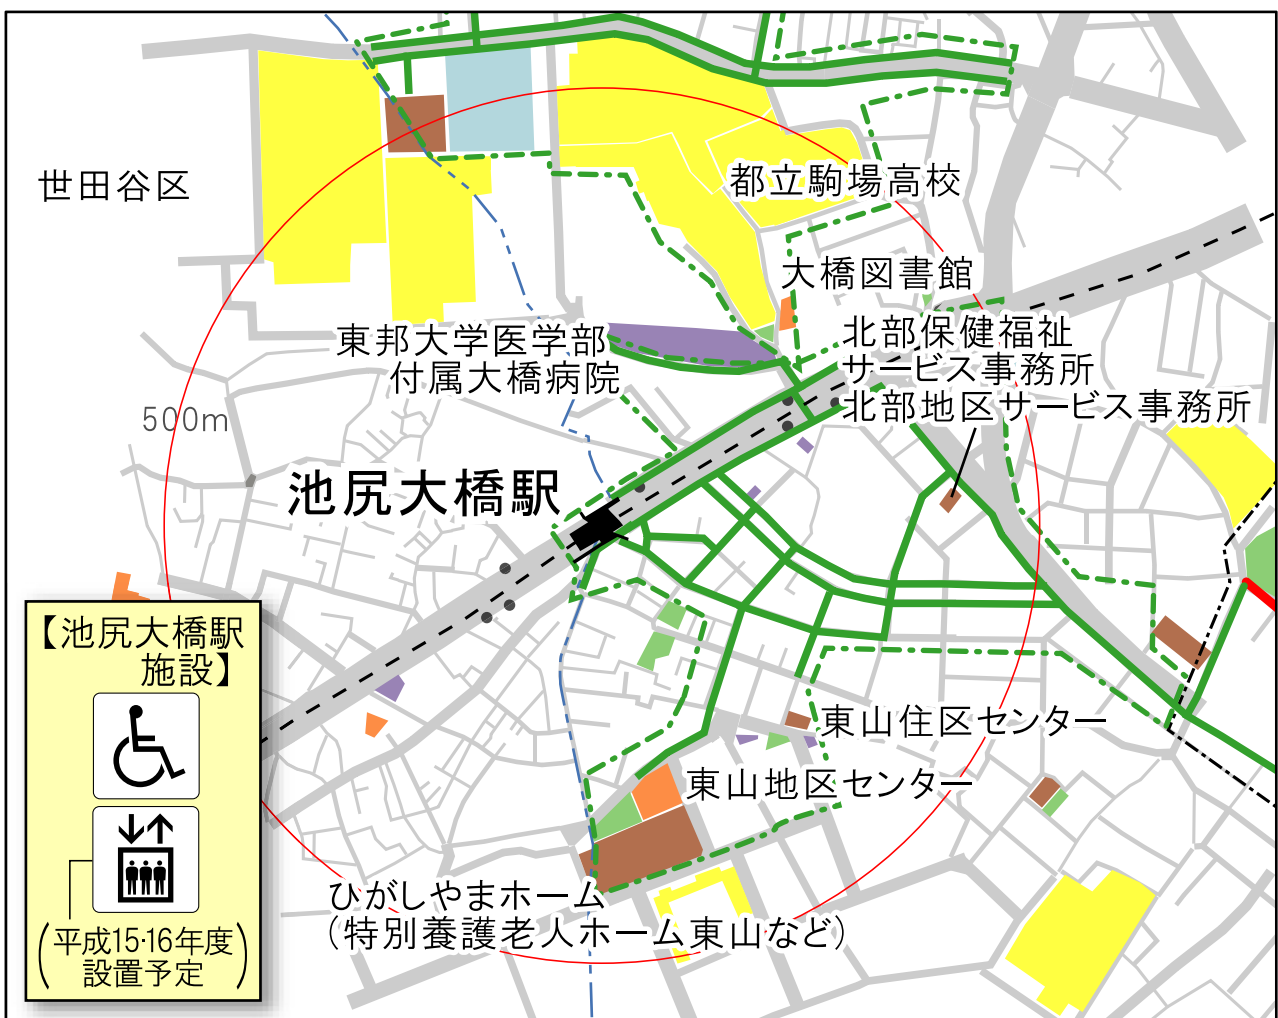 世田谷区
都立駒場高校
大橋図書館
東邦大学医学部
付属大橋病院
北部保健福祉
サービス事務所
北部地区サービス事務所
500m
池尻大橋駅
【池尻大橋駅
施設】
(平成15·16年度
設置予定)
東山住区センター
東山地区センター
ひがしやまホーム
(特別養護老人ホーム東山など)